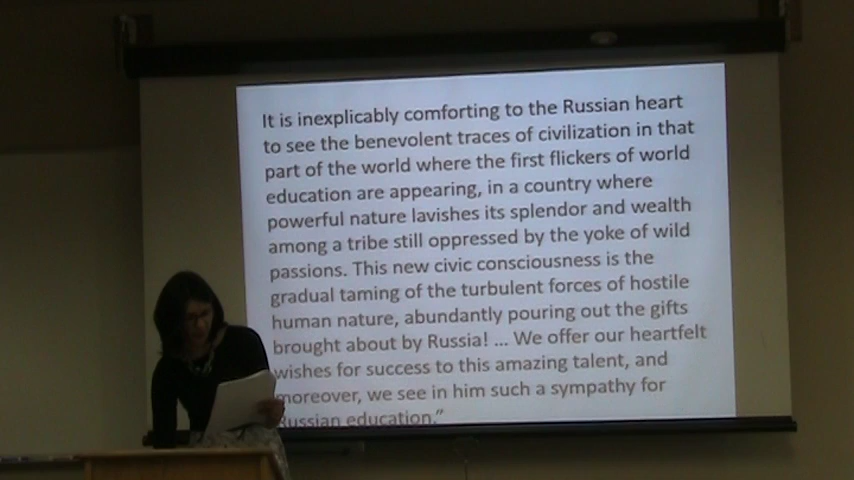 It is inexplicably comforting to the Russian heart
to see the benevolent traces of civilization in that
part of the world where the first flickers of world
education are appearing, in a country where
powerful nature lavishes its splendor and wealth
among a tribe still oppressed by the yoke of wild
passions. This new civic consciousness is the
gradual taming of the turbulent forces of hostile
human nature, abundantly pouring out the gifts
brought about by Russia! ... We offer our heartfelt
wishes for success to this amazing talent, and
moreover, we see in him such a sympathy for
Russian education."